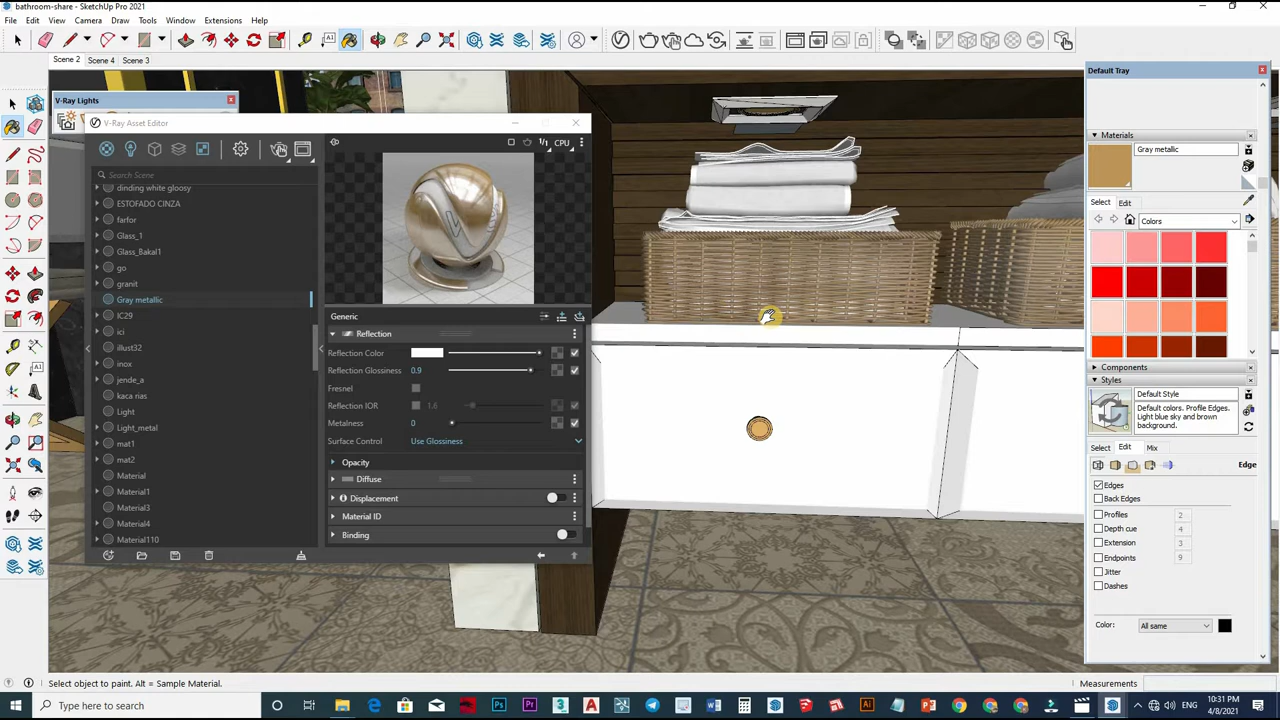 bathroom-share - SketchUp Pro 2021
File Edit View Camera Draw Tools Window Extensions Help
Scene 2 Scene 4 Scene 3
V-Ray Lights
V-Ray Asset Editor
CPU
Search Scene
dinding white gloosy
ESTOFADO CINZA
farfor
Glass_1
Glass_Bakal1
go
granit
Gray metallic
IC29
ici
illust32
inox
jende_a
kaca rias
Light
Light_metal
mat1
mat2
Material
Material1
Material3
Material4
Material110
Generic
Reflection
Reflection Color
Reflection Glossiness 0.9
Fresnel
Reflection IOR 1.6
Metalness 0
Surface Control Use Glossiness
Opacity
Diffuse
Displacement
Material ID
Binding
Default Tray
Materials
Gray metallic
Select Edit
Colors
Components
Styles
Default Style
Default colors. Profile Edges.
Light blue sky and brown
background.
Select Edit Mix
Edge
Edges
Back Edges
Profiles 2
Depth cue 4
Extension 3
Endpoints 9
Jitter
Dashes
Color: All same
Select object to paint. Alt = Sample Material.
Measurements
Type here to search
ENG
10:31 PM
4/8/2021